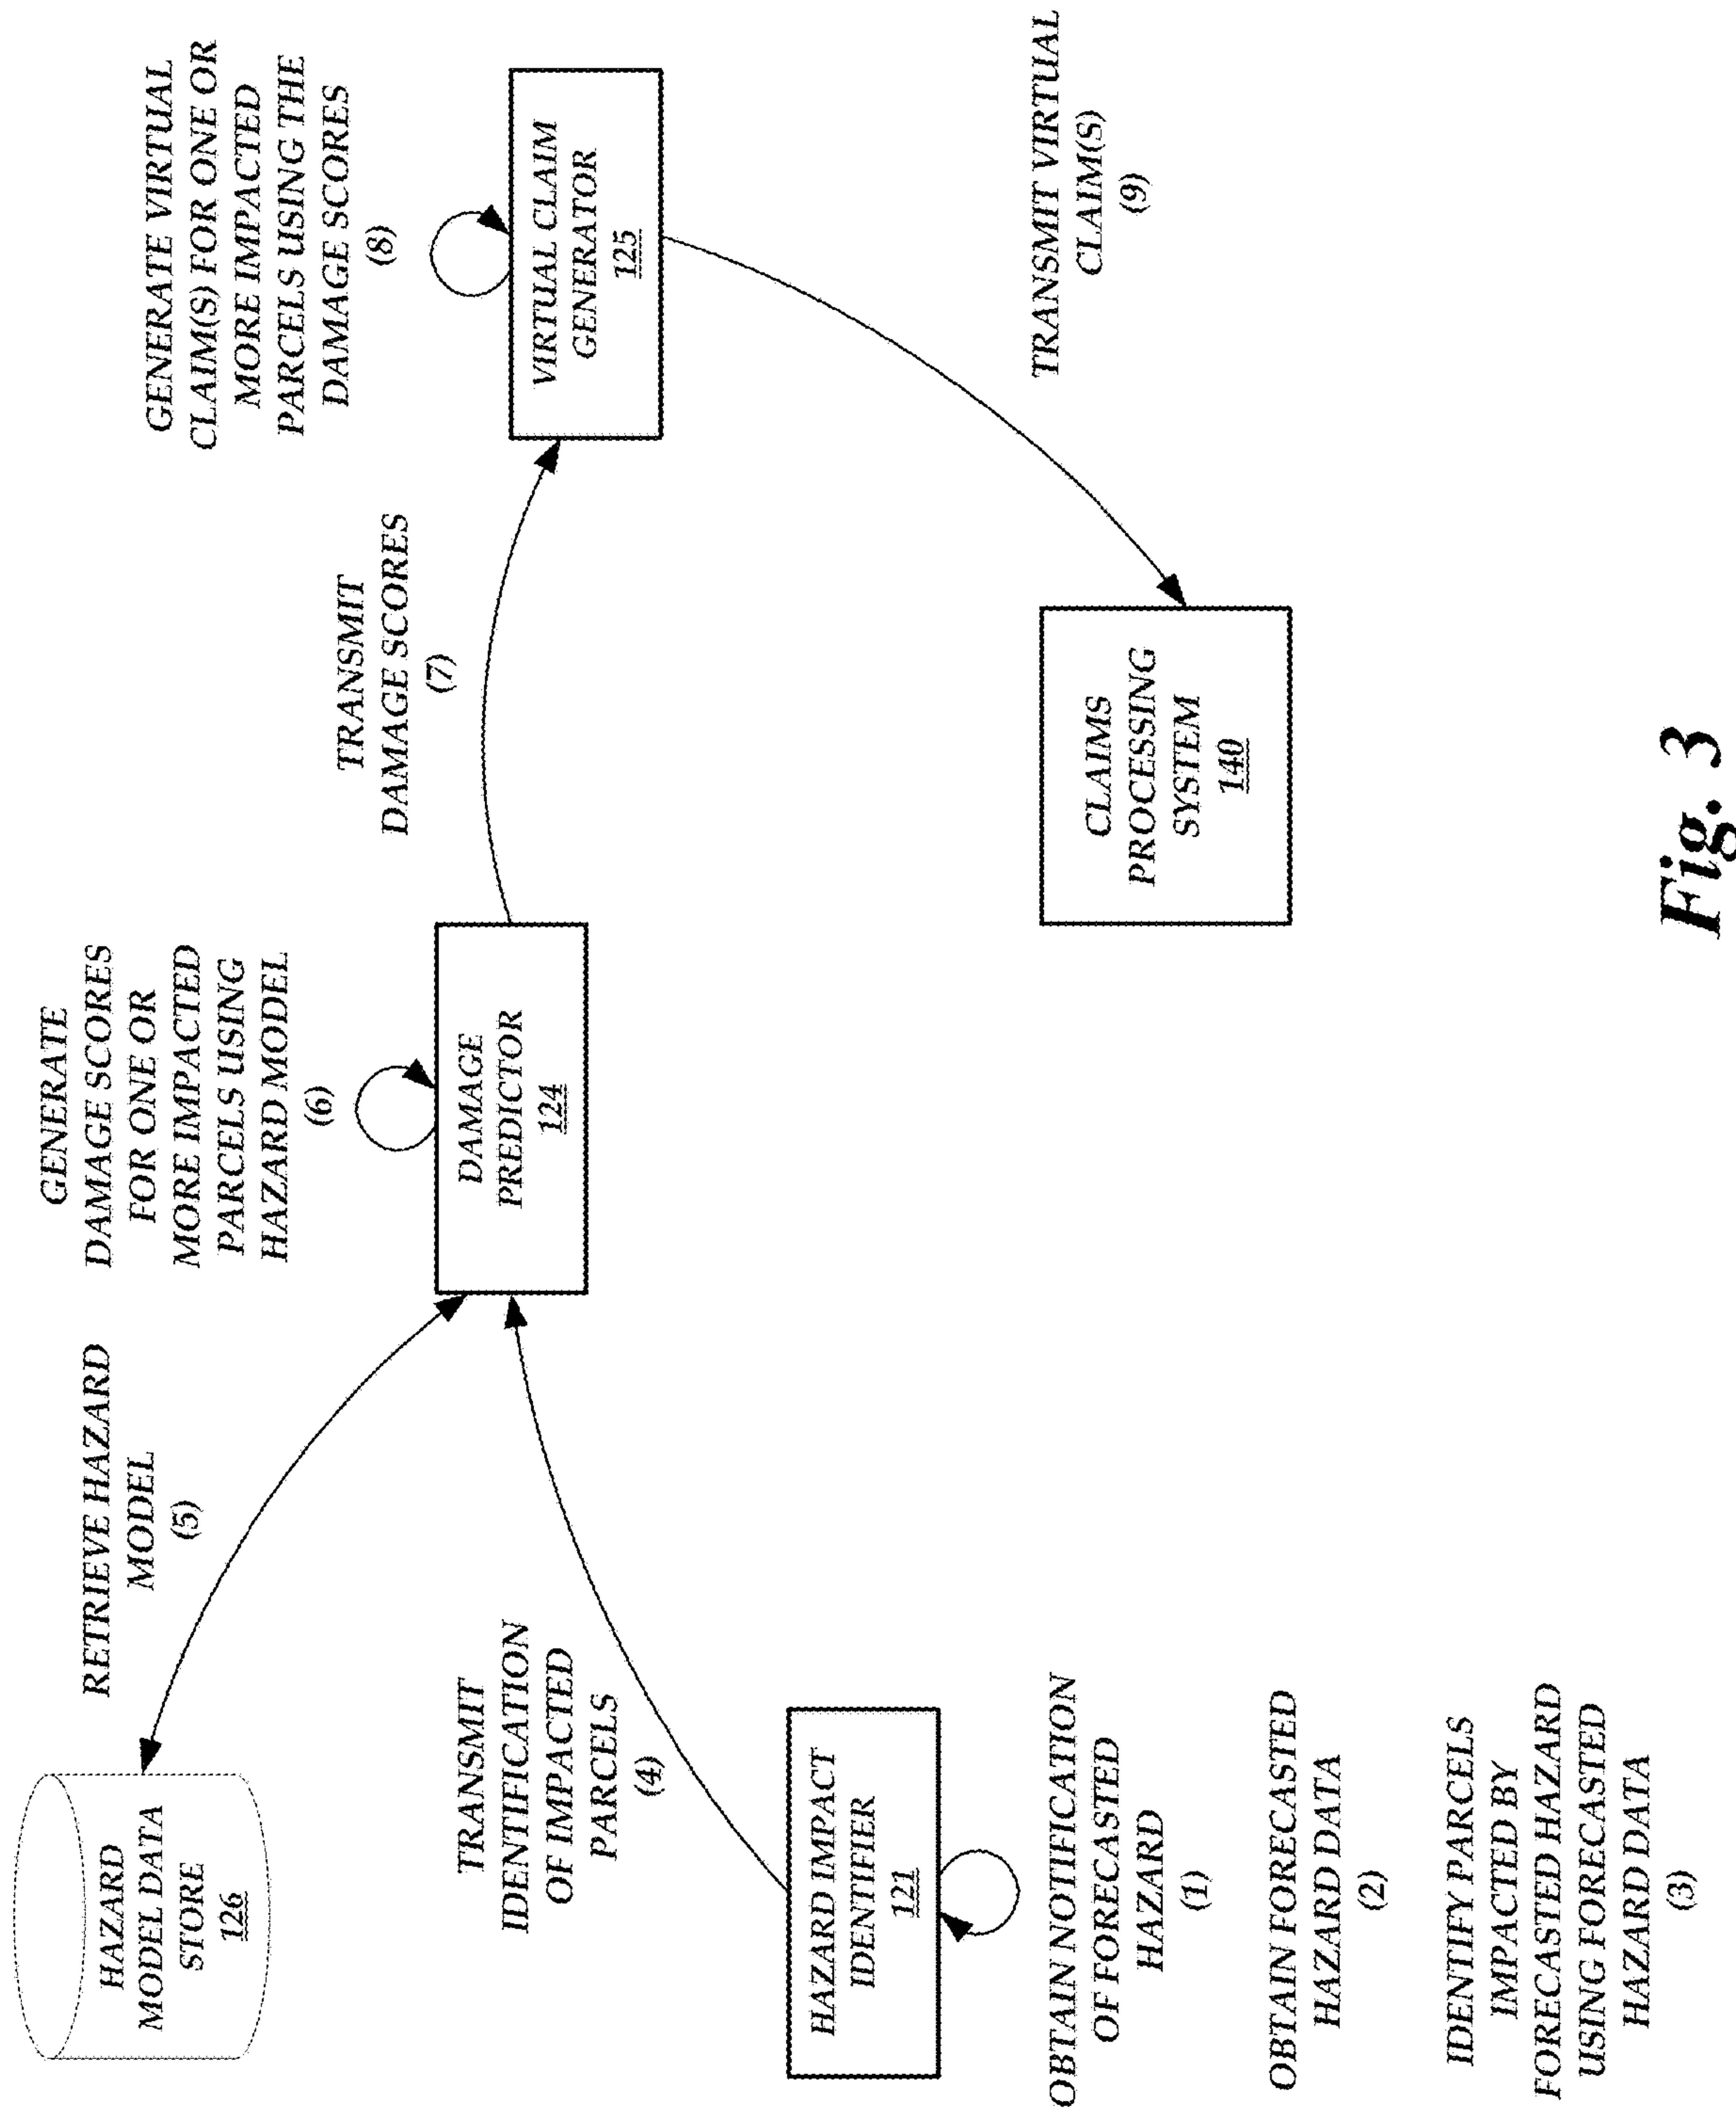 HAZARD
MODEL DATA
STORE
126
RETRIEVE HAZARD
MODEL
(5)
GENERATE
DAMAGE SCORES
FOR ONE OR
MORE IMPACTED
PARCELS USING
HAZARD MODEL
(6)
GENERATE VIRTUAL
CLAIM(S) FOR ONE OR
MORE IMPACTED
PARCELS USING THE
DAMAGE SCORES
(8)
TRANSMIT
DAMAGE SCORES
(7)
TRANSMIT
IDENTIFICATION
OF IMPACTED
PARCELS
(4)
DAMAGE
PREDICTOR
124
VIRTUAL CLAIM
GENERATOR
125
HAZARD IMPACT
IDENTIFIER
121
OBTAIN NOTIFICATION
OF FORECASTED
HAZARD
(1)
OBTAIN FORECASTED
HAZARD DATA
(2)
IDENTIFY PARCELS
IMPACTED BY
FORECASTED HAZARD
USING FORECASTED
HAZARD DATA
(3)
CLAIMS
PROCESSING
SYSTEM
140
TRANSMIT VIRTUAL
CLAIM(S)
(9)
Fig. 3